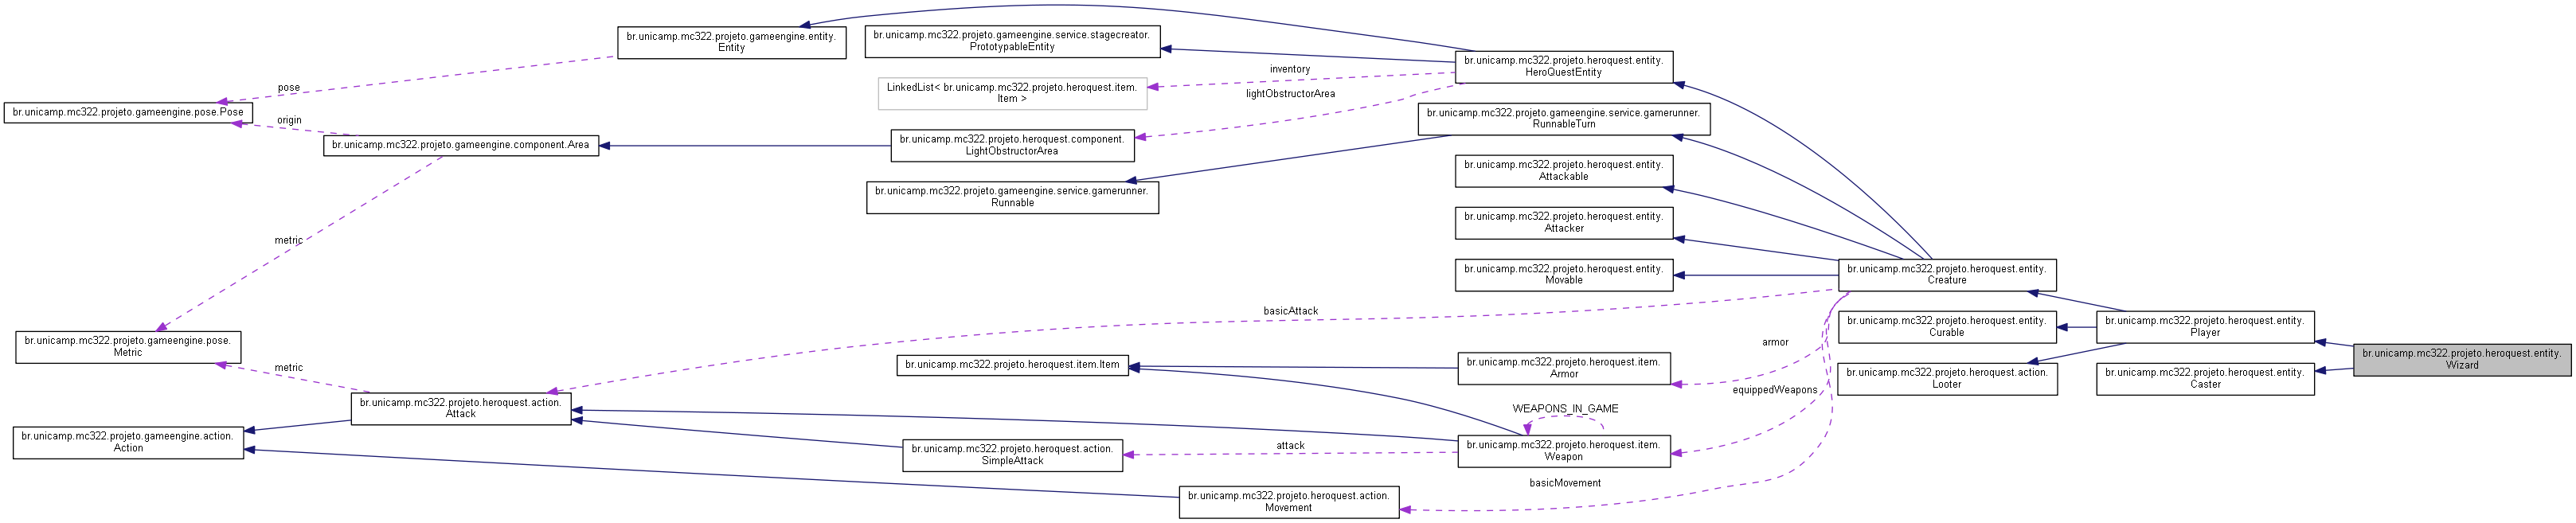 br.unicamp.mc322.projeto.gameengine.entity.
Entity
br.unicamp.mc322.projeto.gameengine.service.stagecreator.
PrototypableEntity
br.unicamp.mc322.projeto.heroquest.entity.
HeroQuestEntity
inventory
LinkedList< br.unicamp.mc322.projeto.heroquest.item.
Item >
pose
lightObstructorArea
br.unicamp.mc322.projeto.gameengine.pose.Pose
origin
br.unicamp.mc322.projeto.gameengine.service.gamerunner.
RunnableTurn
br.unicamp.mc322.projeto.gameengine.component.Area
br.unicamp.mc322.projeto.heroquest.component.
LightObstructorArea
br.unicamp.mc322.projeto.heroquest.entity.
Attackable
br.unicamp.mc322.projeto.gameengine.service.gamerunner.
Runnable
br.unicamp.mc322.projeto.heroquest.entity.
Attacker
metric
br.unicamp.mc322.projeto.heroquest.entity.
Movable
br.unicamp.mc322.projeto.heroquest.entity.
Creature
basicAttack
br.unicamp.mc322.projeto.heroquest.entity.
Curable
br.unicamp.mc322.projeto.heroquest.entity.
Player
br.unicamp.mc322.projeto.gameengine.pose.
Metric
armor
br.unicamp.mc322.projeto.heroquest.entity.
Wizard
metric
br.unicamp.mc322.projeto.heroquest.item.Item
br.unicamp.mc322.projeto.heroquest.item.
Armor
br.unicamp.mc322.projeto.heroquest.action.
Looter
br.unicamp.mc322.projeto.heroquest.entity.
Caster
equippedWeapons
br.unicamp.mc322.projeto.heroquest.action.
Attack
WEAPONS_IN_GAME
br.unicamp.mc322.projeto.gameengine.action.
Action
attack
br.unicamp.mc322.projeto.heroquest.action.
SimpleAttack
br.unicamp.mc322.projeto.heroquest.item.
Weapon
basicMovement
br.unicamp.mc322.projeto.heroquest.action.
Movement